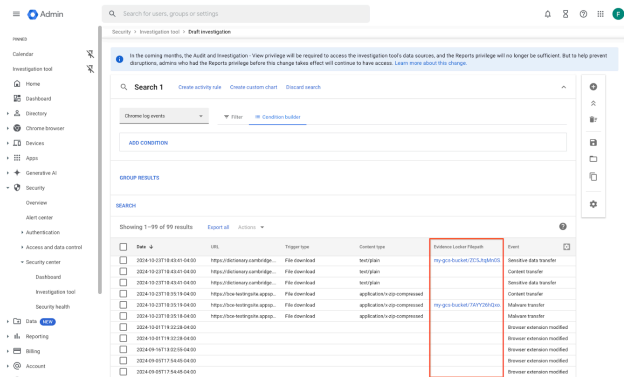 Admin
Search for users, groups or settings
F
Security > Investigation tool > Draft investigation
PINNED
Calendar
Investigation tool
Home
Dashboard
Directory
Chrome browser
Devices
Apps
Generative AI
Security
Overview
Alert center
Authentication
Access and data control
Security center
Dashboard
Investigation tool
Security health
Data NEW
Reporting
Billing
Account
In the coming months, the Audit and Investigation - View privilege will be required to access the investigation tool's data sources, and the Reports privilege will no longer be sufficient. But to help prevent
disruptions, admins who had the Reports privilege before this change takes effect will continue to have access. Learn more about this change.
Search 1 Create activity rule Create custom chart Discard search
Chrome log events Filter Condition builder
ADD CONDITION
GROUP RESULTS
SEARCH
Showing 1–99 of 99 results Export all Actions
Date URL Trigger type Content type Evidence Locker Filepath Event
2024-10-23T18:43:41-04:00 https://dictionary.cambridge... File download text/plain Sensitive data transfer
2024-10-23T18:43:41-04:00 https://dictionary.cambridge... File download text/plain Content transfer
2024-10-23T18:43:41-04:00 https://dictionary.cambridge... File download text/plain Sensitive data transfer
2024-10-23T18:35:19-04:00 File download application/x-zip-compressed Content transfer
2024-10-23T18:35:19-04:00 File download application/x-zip-compressed Malware transfer
2024-10-23T18:35:18-04:00 File download application/x-zip-compressed Malware transfer
2024-10-01T19:32:28-04:00 Browser extension modified
2024-10-01T19:32:28-04:00 Browser extension modified
2024-09-16T13:02:55-04:00 Browser extension modified
2024-09-05T17:54:45-04:00 Browser extension modified
2024-09-05T17:54:45-04:00 Browser extension modified